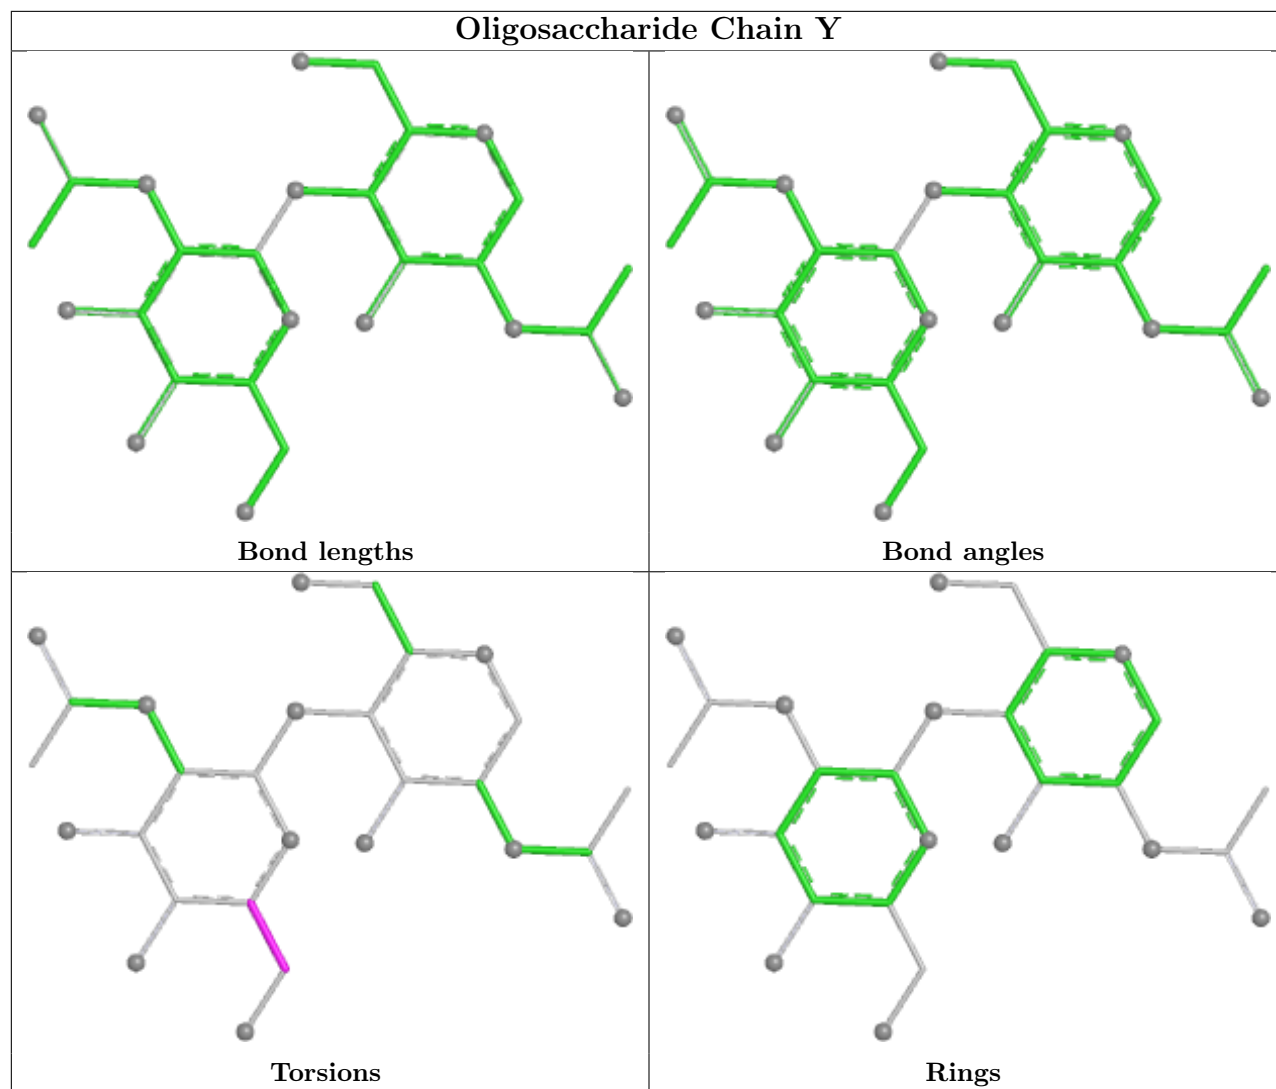 Oligosaccharide Chain Y
Bond lengths
Bond angles
Torsions
Rings